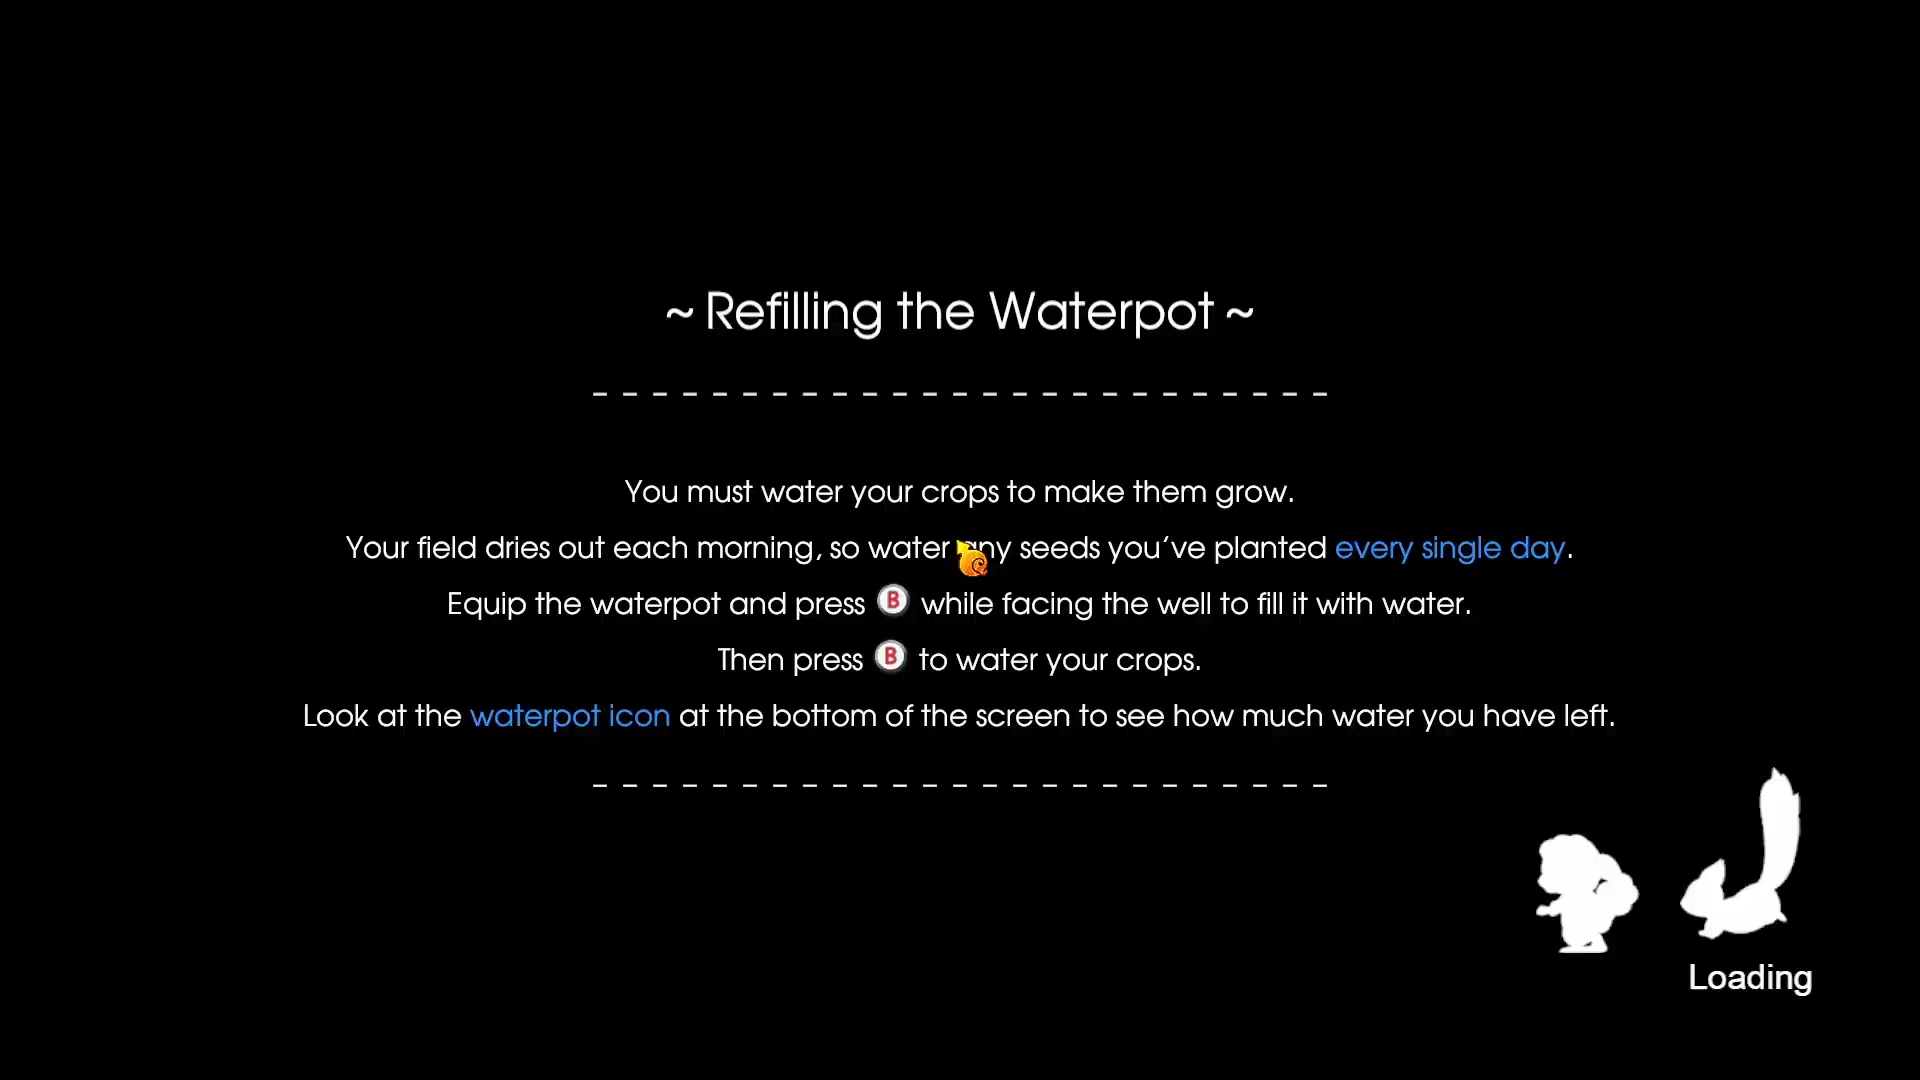 ~ Refilling the Waterpot ~
You must water your crops to make them grow.
Your field dries out each morning, so water any seeds you've planted every single day.
Equip the waterpot and press B while facing the well to fill it with water.
Then press B to water your crops.
Look at the waterpot icon at the bottom of the screen to see how much water you have left.
Loading